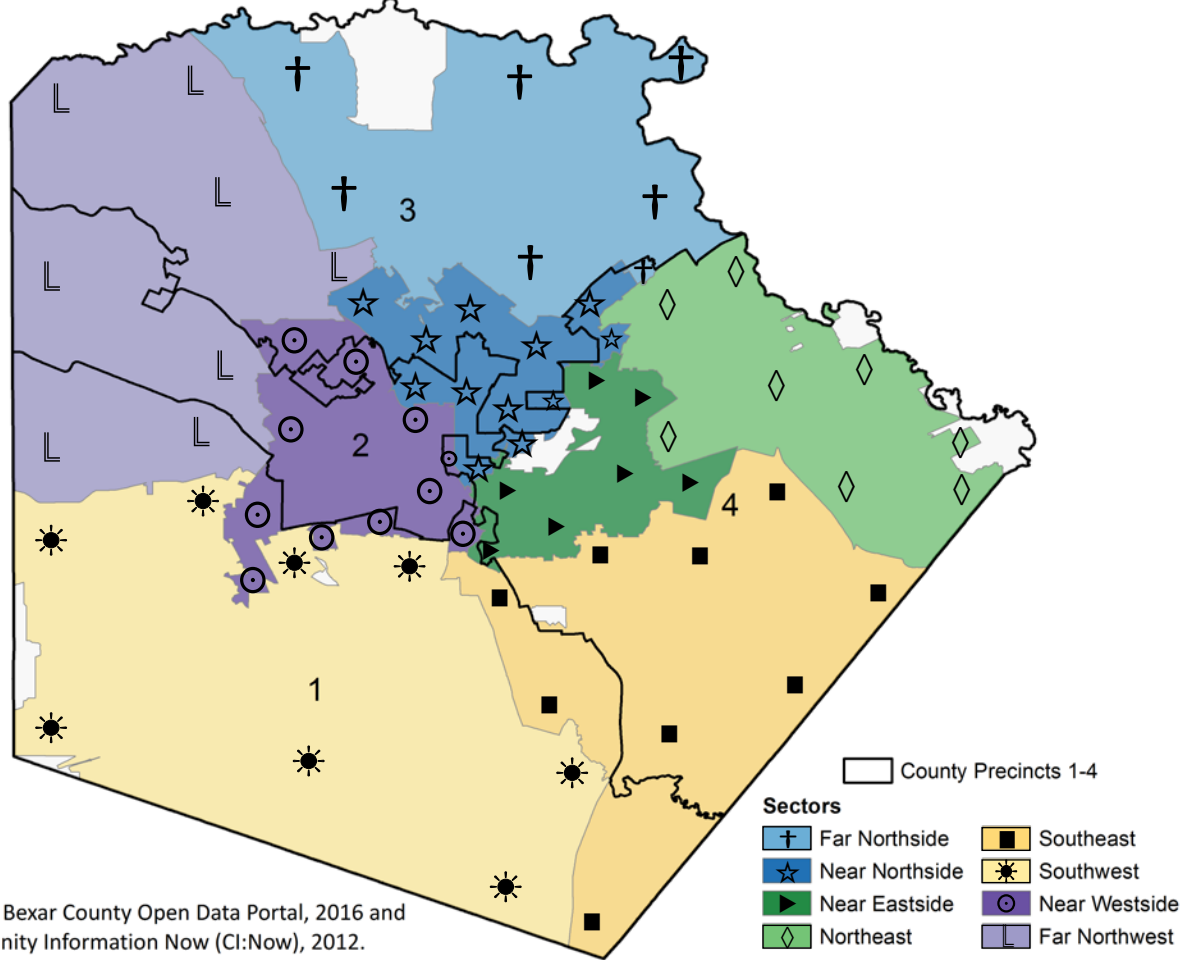 3
2
4
1
County Precincts 1-4
Sectors
Far Northside
Southeast
Near Northside
Southwest
Near Eastside
Near Westside
Northeast
Far Northwest
Bexar County Open Data Portal, 2016 and
nity Information Now (CI:Now), 2012.